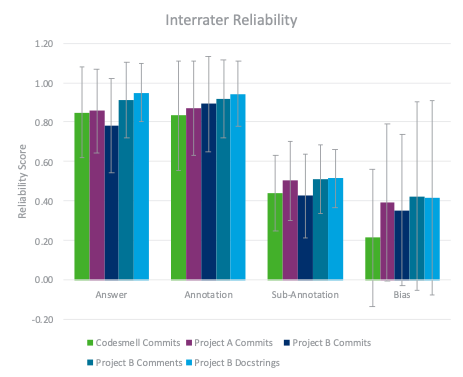 Interrater Reliability
1.20
1.00
0.80
0.60
0.40
0.20
0.00
-0.20
Reliability Score
Answer Annotation Sub-Annotation Bias
Codesmell Commits Project A Commits Project B Commits
Project B Comments Project B Docstrings